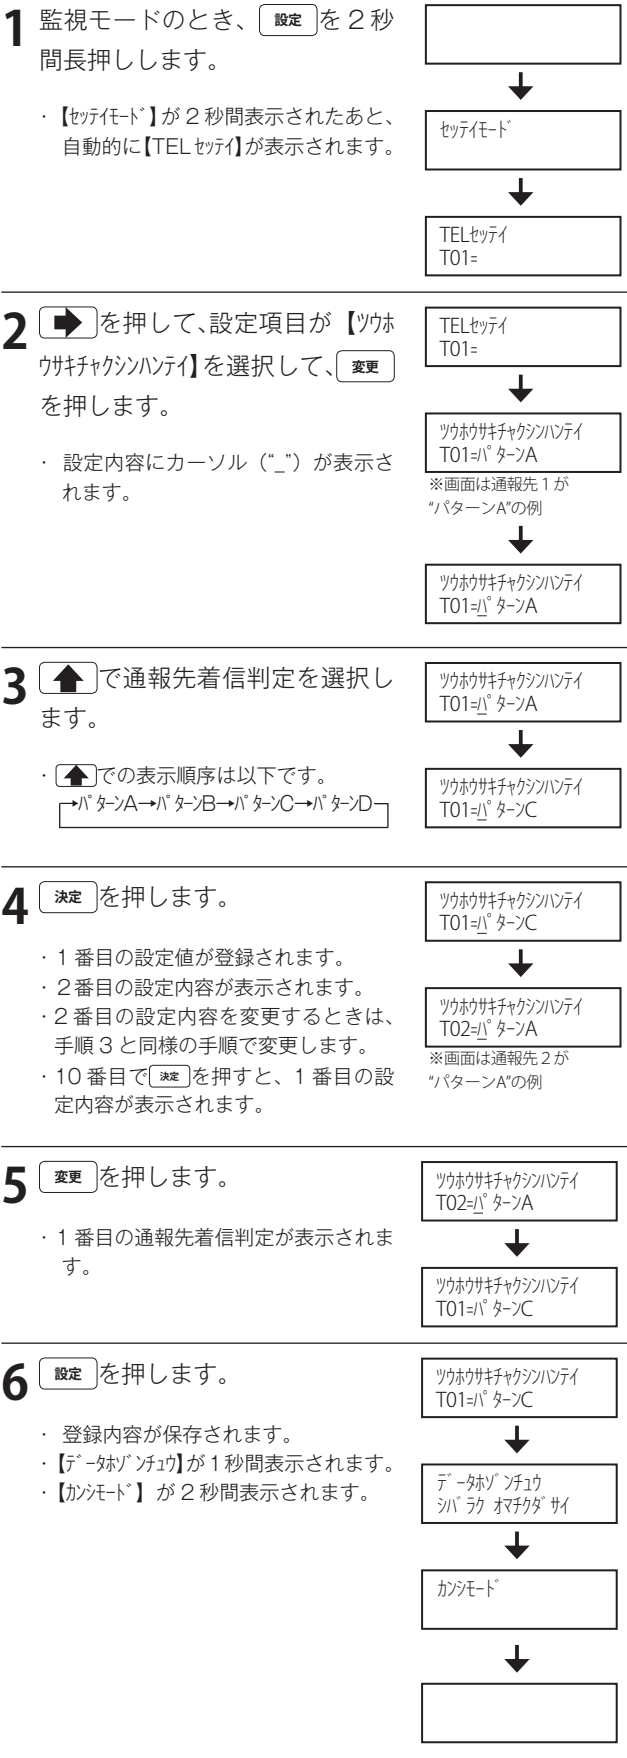 1 監視モードのとき、 設定 を２秒
間長押しします。
・【ｾｯﾃｲﾓｰﾄﾞ】が２秒間表示されたあと、
自動的に【TELｾｯﾃｲ】が表示されます。
ｾｯﾃｲﾓｰﾄﾞ
TELｾｯﾃｲ
T01=
2 ➡ を押して、設定項目が【ﾂｳﾎ
ｳｻｷﾁｬｸｼﾝﾊﾝﾃｲ】を選択して、 変更
を押します。
・ 設定内容にカーソル（“_”）が表示さ
れます。
TELｾｯﾃｲ
T01=
ﾂｳﾎｳｻｷﾁｬｸｼﾝﾊﾝﾃｲ
T01=ﾊﾟﾀｰﾝA
※画面は通報先１が
“パターンA”の例
ﾂｳﾎｳｻｷﾁｬｸｼﾝﾊﾝﾃｲ
T01=ﾊﾟﾀｰﾝA
3 ⬆ で通報先着信判定を選択し
ます。
・ ⬆ での表示順序は以下です。
→ﾊﾟﾀｰﾝA→ﾊﾟﾀｰﾝB→ﾊﾟﾀｰﾝC→ﾊﾟﾀｰﾝD
ﾂｳﾎｳｻｷﾁｬｸｼﾝﾊﾝﾃｲ
T01=ﾊﾟﾀｰﾝA
ﾂｳﾎｳｻｷﾁｬｸｼﾝﾊﾝﾃｲ
T01=ﾊﾟﾀｰﾝC
4 決定 を押します。
・１番目の設定値が登録されます。
・２番目の設定内容が表示されます。
・２番目の設定内容を変更するときは、
手順３と同様の手順で変更します。
・10 番目で 決定 を押すと、１番目の設
定内容が表示されます。
ﾂｳﾎｳｻｷﾁｬｸｼﾝﾊﾝﾃｲ
T01=ﾊﾟﾀｰﾝC
ﾂｳﾎｳｻｷﾁｬｸｼﾝﾊﾝﾃｲ
T02=ﾊﾟﾀｰﾝA
※画面は通報先２が
“パターンA”の例
5 変更 を押します。
・１番目の通報先着信判定が表示されま
す。
ﾂｳﾎｳｻｷﾁｬｸｼﾝﾊﾝﾃｲ
T02=ﾊﾟﾀｰﾝA
ﾂｳﾎｳｻｷﾁｬｸｼﾝﾊﾝﾃｲ
T01=ﾊﾟﾀｰﾝC
6 設定 を押します。
・ 登録内容が保存されます。
・【ﾃﾞｰﾀﾎｿﾞﾝﾁｭｳ】が１秒間表示されます。
・【ｶﾝｼﾓｰﾄﾞ】が２秒間表示されます。
ﾂｳﾎｳｻｷﾁｬｸｼﾝﾊﾝﾃｲ
T01=ﾊﾟﾀｰﾝC
ﾃﾞｰﾀﾎｿﾞﾝﾁｭｳ
ｼﾊﾞﾗｸ ｵﾏﾁｸﾀﾞｻｲ
ｶﾝｼﾓｰﾄﾞ